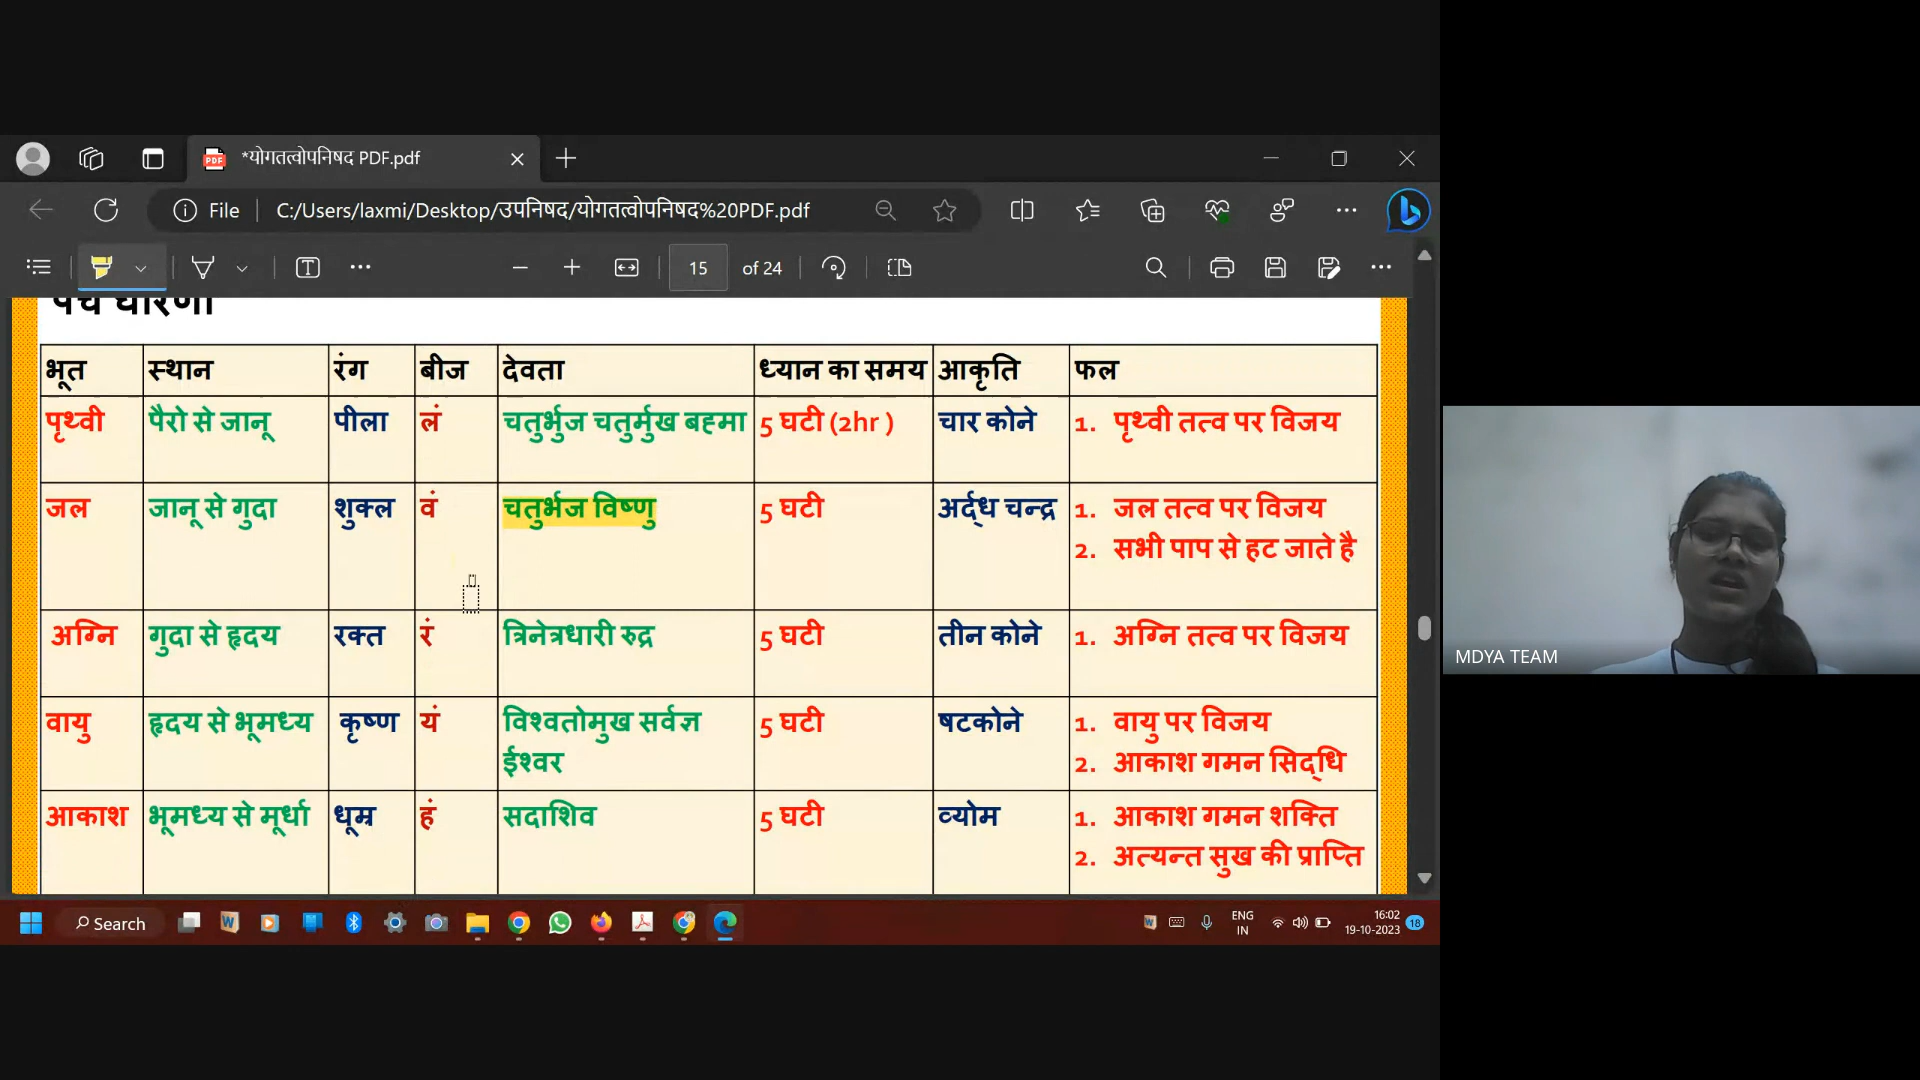 *योगतत्वोपनिषद PDF.pdf
File
C:/Users/laxmi/Desktop/उपनिषद/योगतत्वोपनिषद%20PDF.pdf
15 of 24
पंच धारणा
भूत स्थान रंग बीज देवता ध्यान का समय आकृति फल
पृथ्वी पैरो से जानू पीला लं चतुर्भुज चतुर्मुख बह्मा 5 घटी (2hr ) चार कोने 1. पृथ्वी तत्व पर विजय
जल जानू से गुदा शुक्ल वं चतुर्भज विष्णु 5 घटी अर्द्ध चन्द्र 1. जल तत्व पर विजय
2. सभी पाप से हट जाते है
अग्नि गुदा से हृदय रक्त रं त्रिनेत्रधारी रुद्र 5 घटी तीन कोने 1. अग्नि तत्व पर विजय
वायु हृदय से भूमध्य कृष्ण यं विश्वतोमुख सर्वज्ञ 5 घटी षटकोने 1. वायु पर विजय
ईश्वर 2. आकाश गमन सिद्धि
आकाश भूमध्य से मूर्धा धूम्र हं सदाशिव 5 घटी व्योम 1. आकाश गमन शक्ति
2. अत्यन्त सुख की प्राप्ति
MDYA TEAM
Search
ENG
IN
16:02
19-10-2023
18